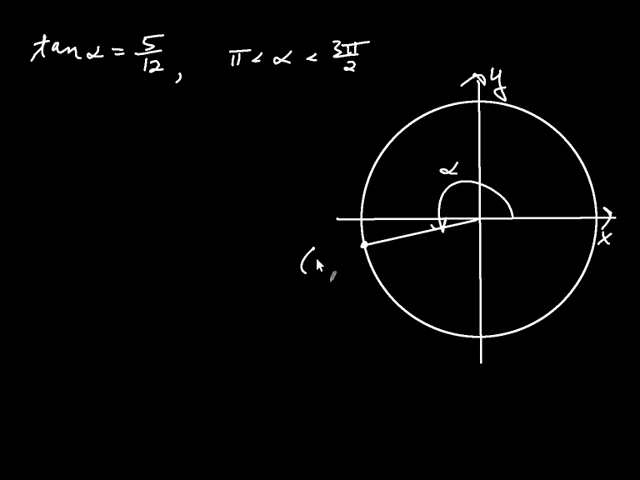 tan α = 5/12, π < α < 3π/2
y
α
x
( ,